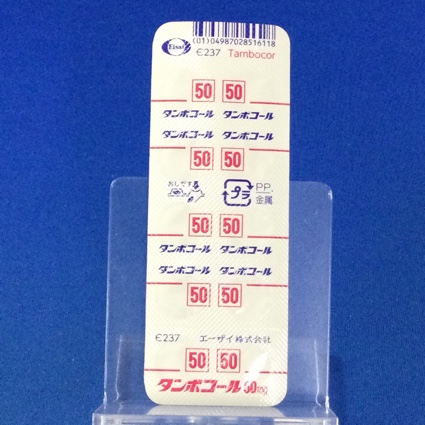 (01)04987028516118
Eisai
€237 Tambocor
50 50
タンボコール タンボコール
タンボコール タンボコール
50 50
おしだす
プラ
PP,
金属
50 50
タンボコール タンボコール
タンボコール タンボコール
50 50
€237 エーザイ株式会社
50 50
タンボコール50mg